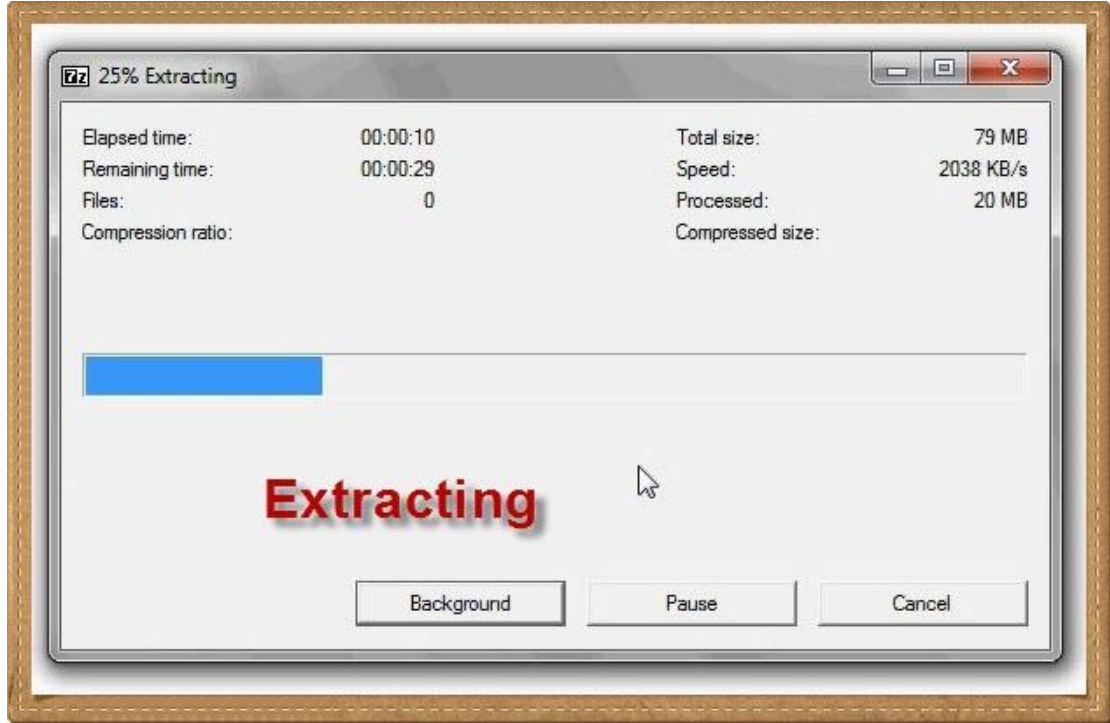 7z 25% Extracting
Elapsed time: 00:00:10 Total size: 79 MB
Remaining time: 00:00:29 Speed: 2038 KB/s
Files: 0 Processed: 20 MB
Compression ratio: Compressed size:
Extracting
Background Pause Cancel